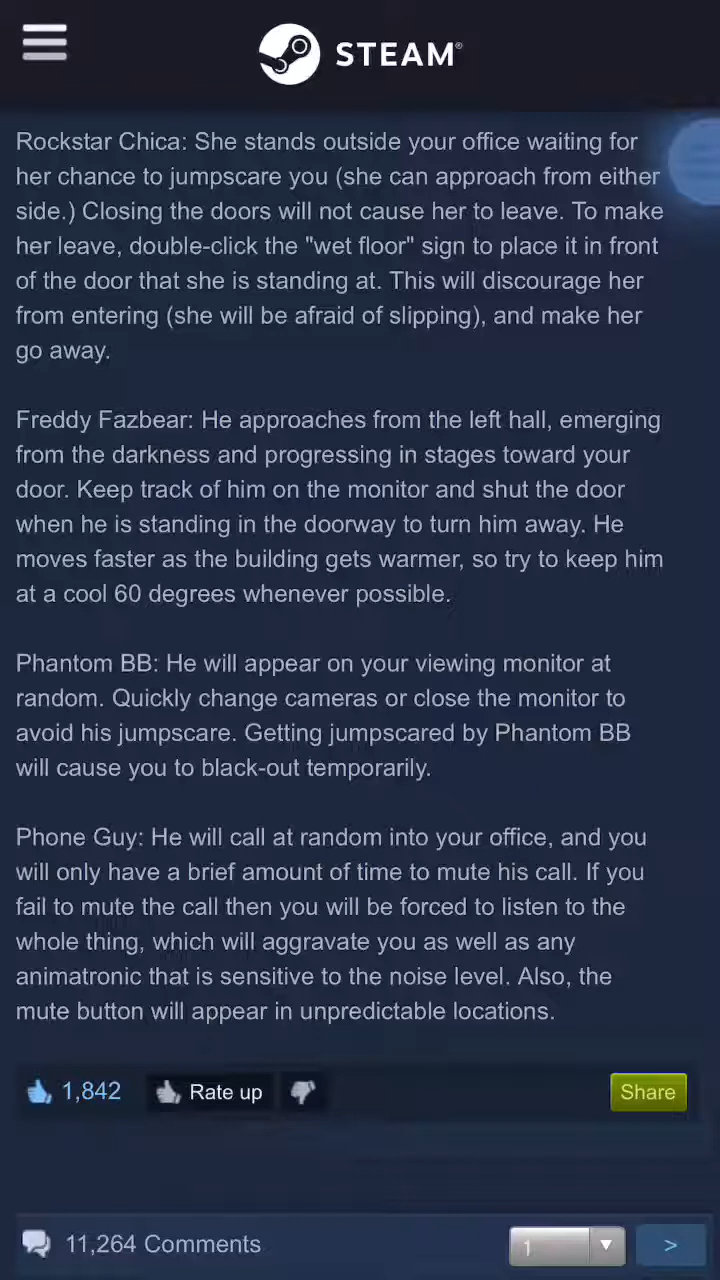 STEAM®
Rockstar Chica: She stands outside your office waiting for
her chance to jumpscare you (she can approach from either
side.) Closing the doors will not cause her to leave. To make
her leave, double-click the "wet floor" sign to place it in front
of the door that she is standing at. This will discourage her
from entering (she will be afraid of slipping), and make her
go away.
Freddy Fazbear: He approaches from the left hall, emerging
from the darkness and progressing in stages toward your
door. Keep track of him on the monitor and shut the door
when he is standing in the doorway to turn him away. He
moves faster as the building gets warmer, so try to keep him
at a cool 60 degrees whenever possible.
Phantom BB: He will appear on your viewing monitor at
random. Quickly change cameras or close the monitor to
avoid his jumpscare. Getting jumpscared by Phantom BB
will cause you to black-out temporarily.
Phone Guy: He will call at random into your office, and you
will only have a brief amount of time to mute his call. If you
fail to mute the call then you will be forced to listen to the
whole thing, which will aggravate you as well as any
animatronic that is sensitive to the noise level. Also, the
mute button will appear in unpredictable locations.
1,842 Rate up Share
11,264 Comments 1 >